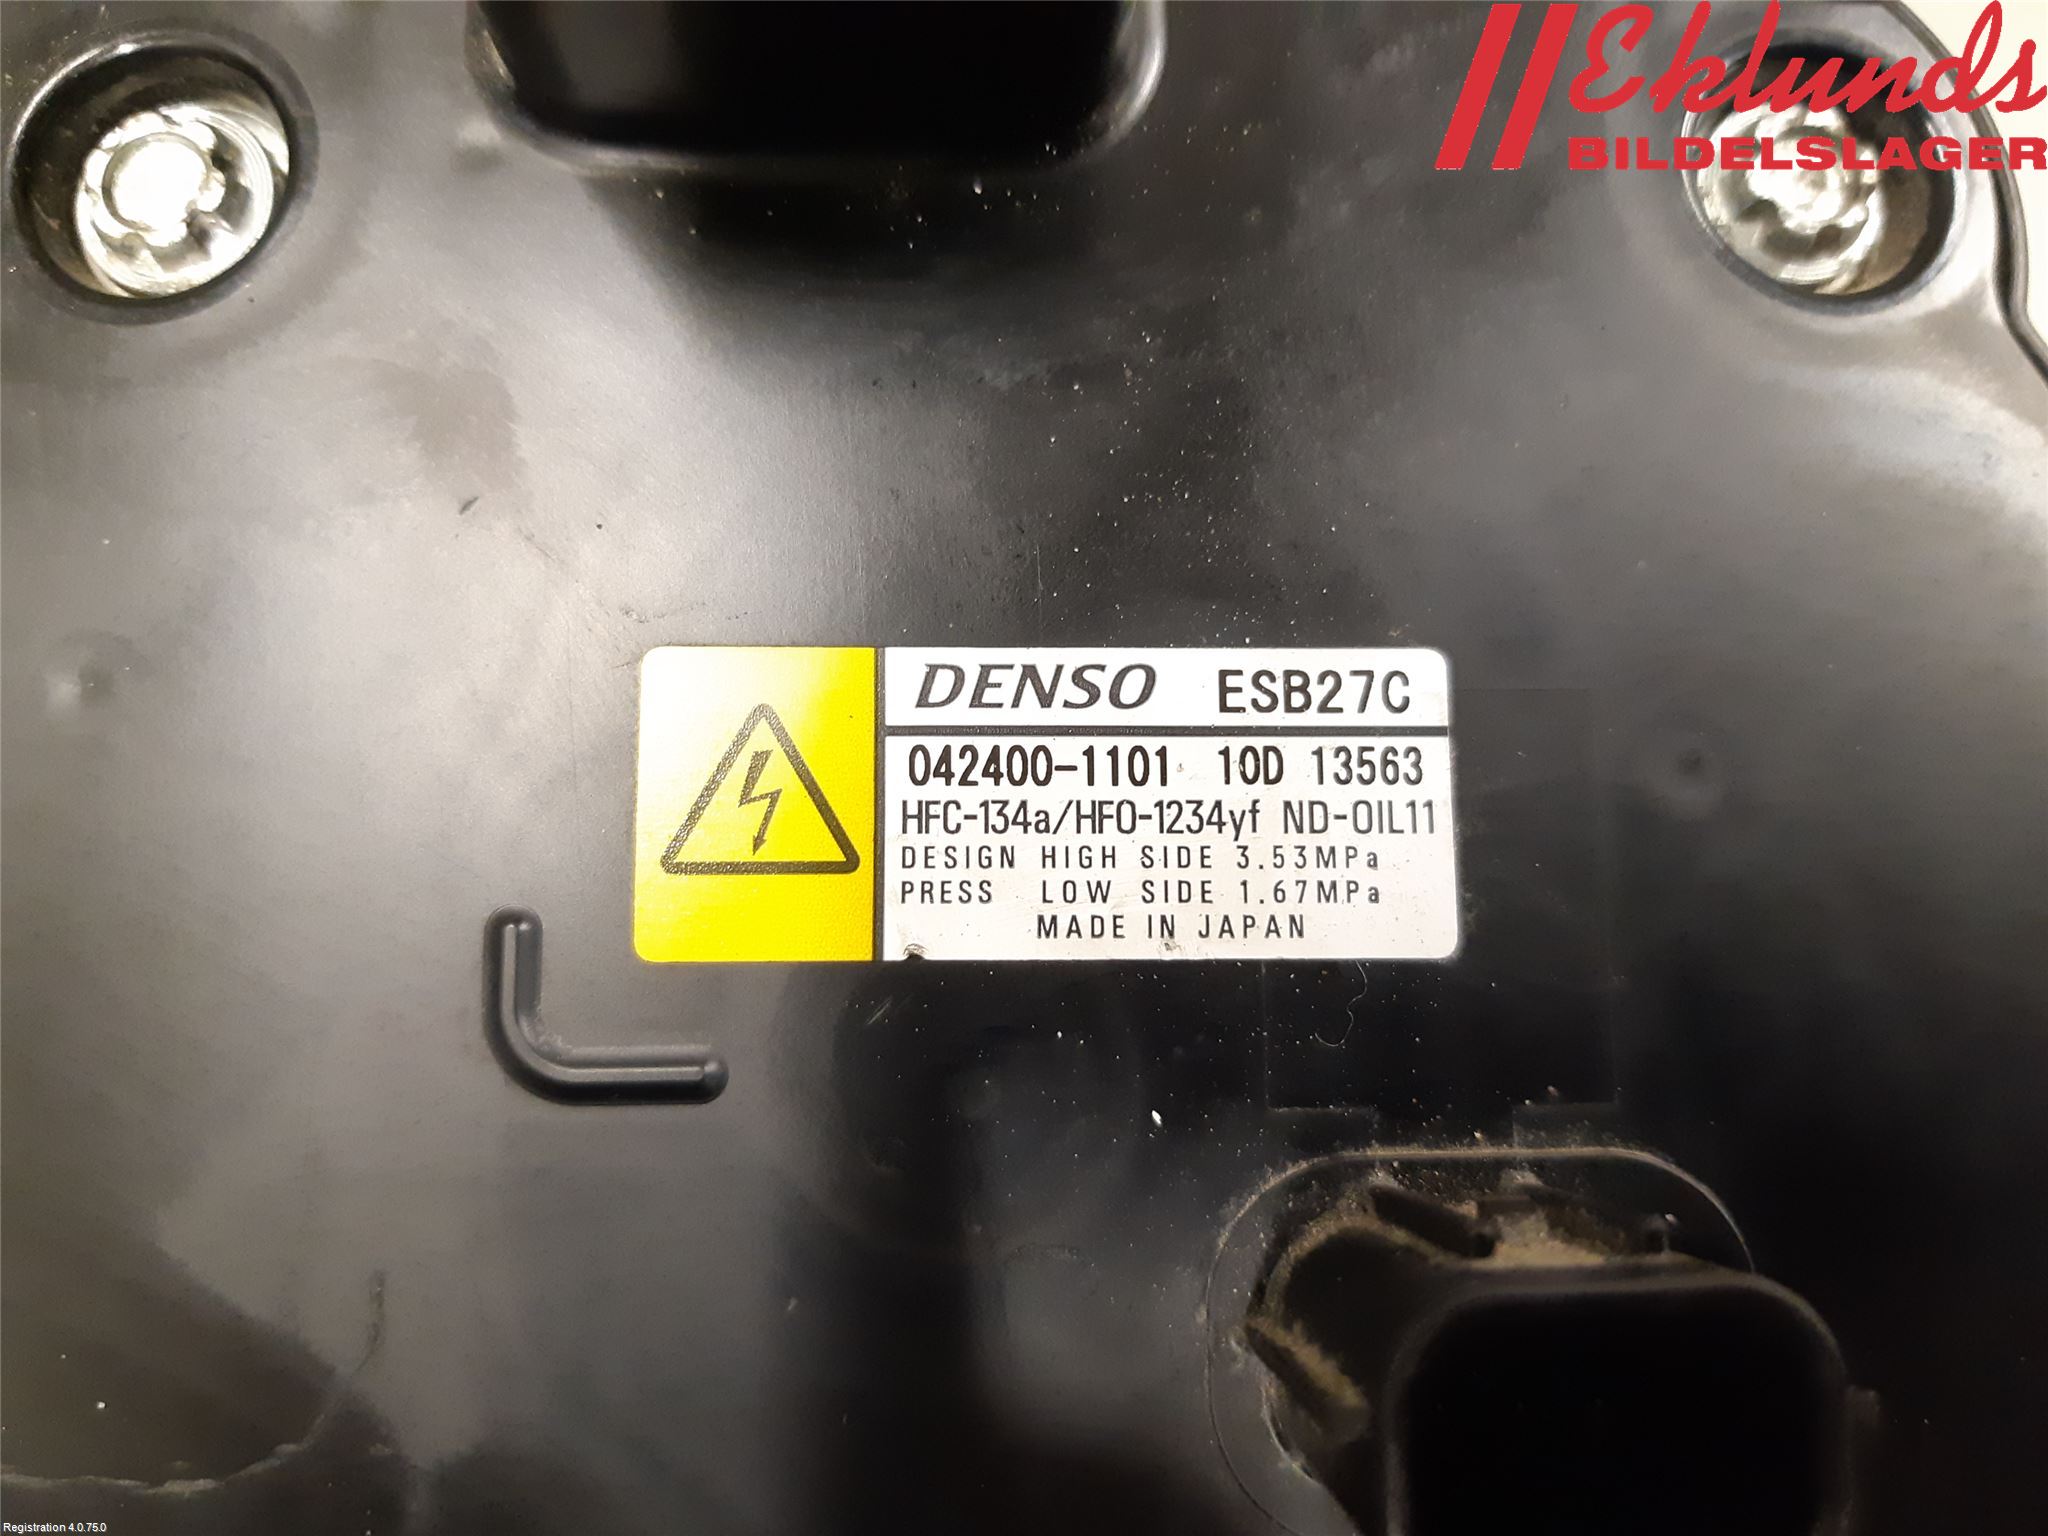 Eklunds
BILDELSLAGER
DENSO ESB27C
042400-1101 10D 13563
HFC-134a/HFO-1234yf ND-OIL11
DESIGN HIGH SIDE 3.53MPa
PRESS LOW SIDE 1.67MPa
MADE IN JAPAN
Registration 4.0.75.0